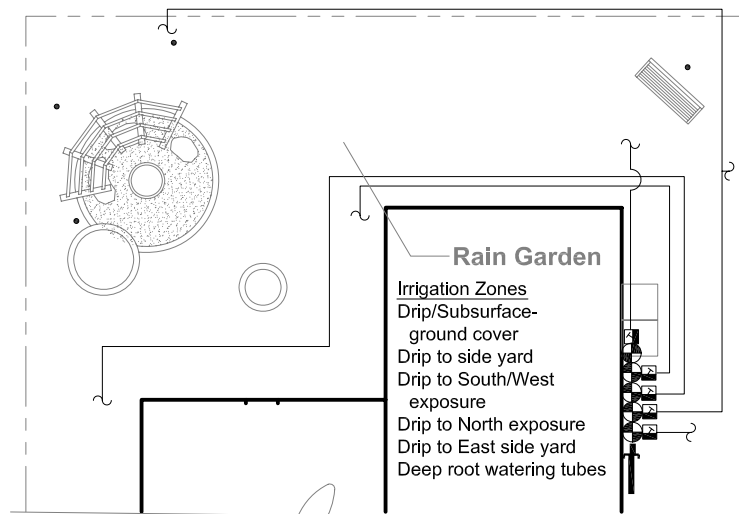 Rain Garden
Irrigation Zones
Drip/Subsurface-
ground cover
Drip to side yard
Drip to South/West
exposure
Drip to North exposure
Drip to East side yard
Deep root watering tubes